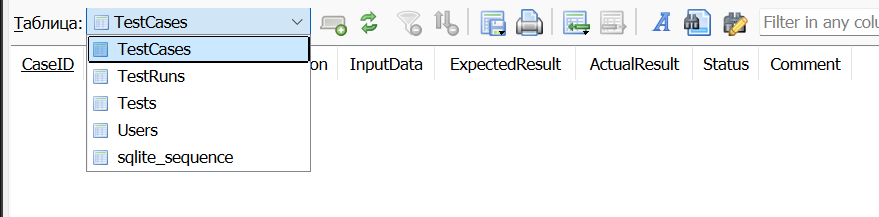 Таблица: TestCases Filter in any colu
CaseID on InputData ExpectedResult ActualResult Status Comment
TestCases
TestRuns
Tests
Users
sqlite_sequence